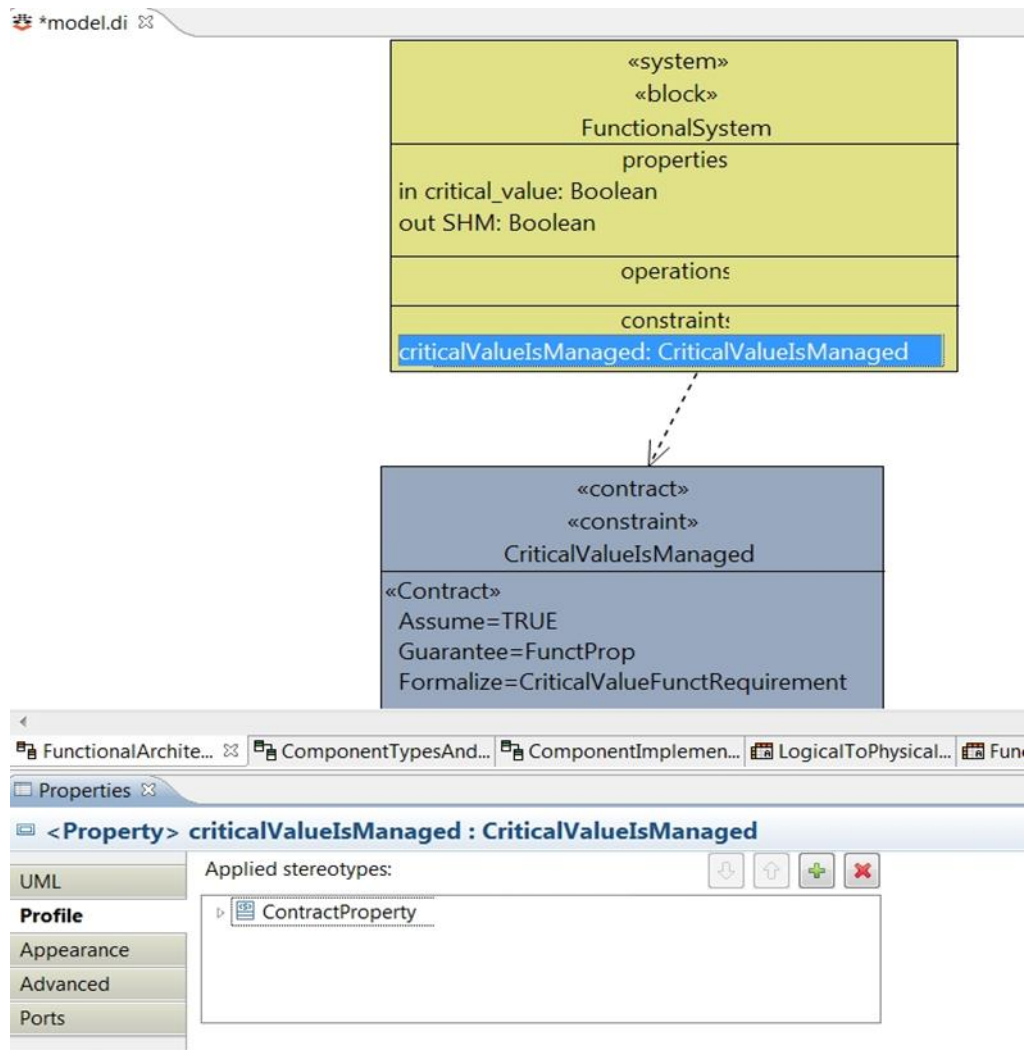 *model.di
«system»
«block»
FunctionalSystem
properties
in critical_value: Boolean
out SHM: Boolean
operations
constraints
criticalValueIsManaged: CriticalValueIsManaged
«contract»
«constraint»
CriticalValueIsManaged
«Contract»
Assume=TRUE
Guarantee=FunctProp
Formalize=CriticalValueFunctRequirement
FunctionalArchite... ComponentTypesAnd... ComponentImplemen... LogicalToPhysical... Fun
Properties
<Property> criticalValueIsManaged : CriticalValueIsManaged
UML
Profile
Appearance
Advanced
Ports
Applied stereotypes:
ContractProperty